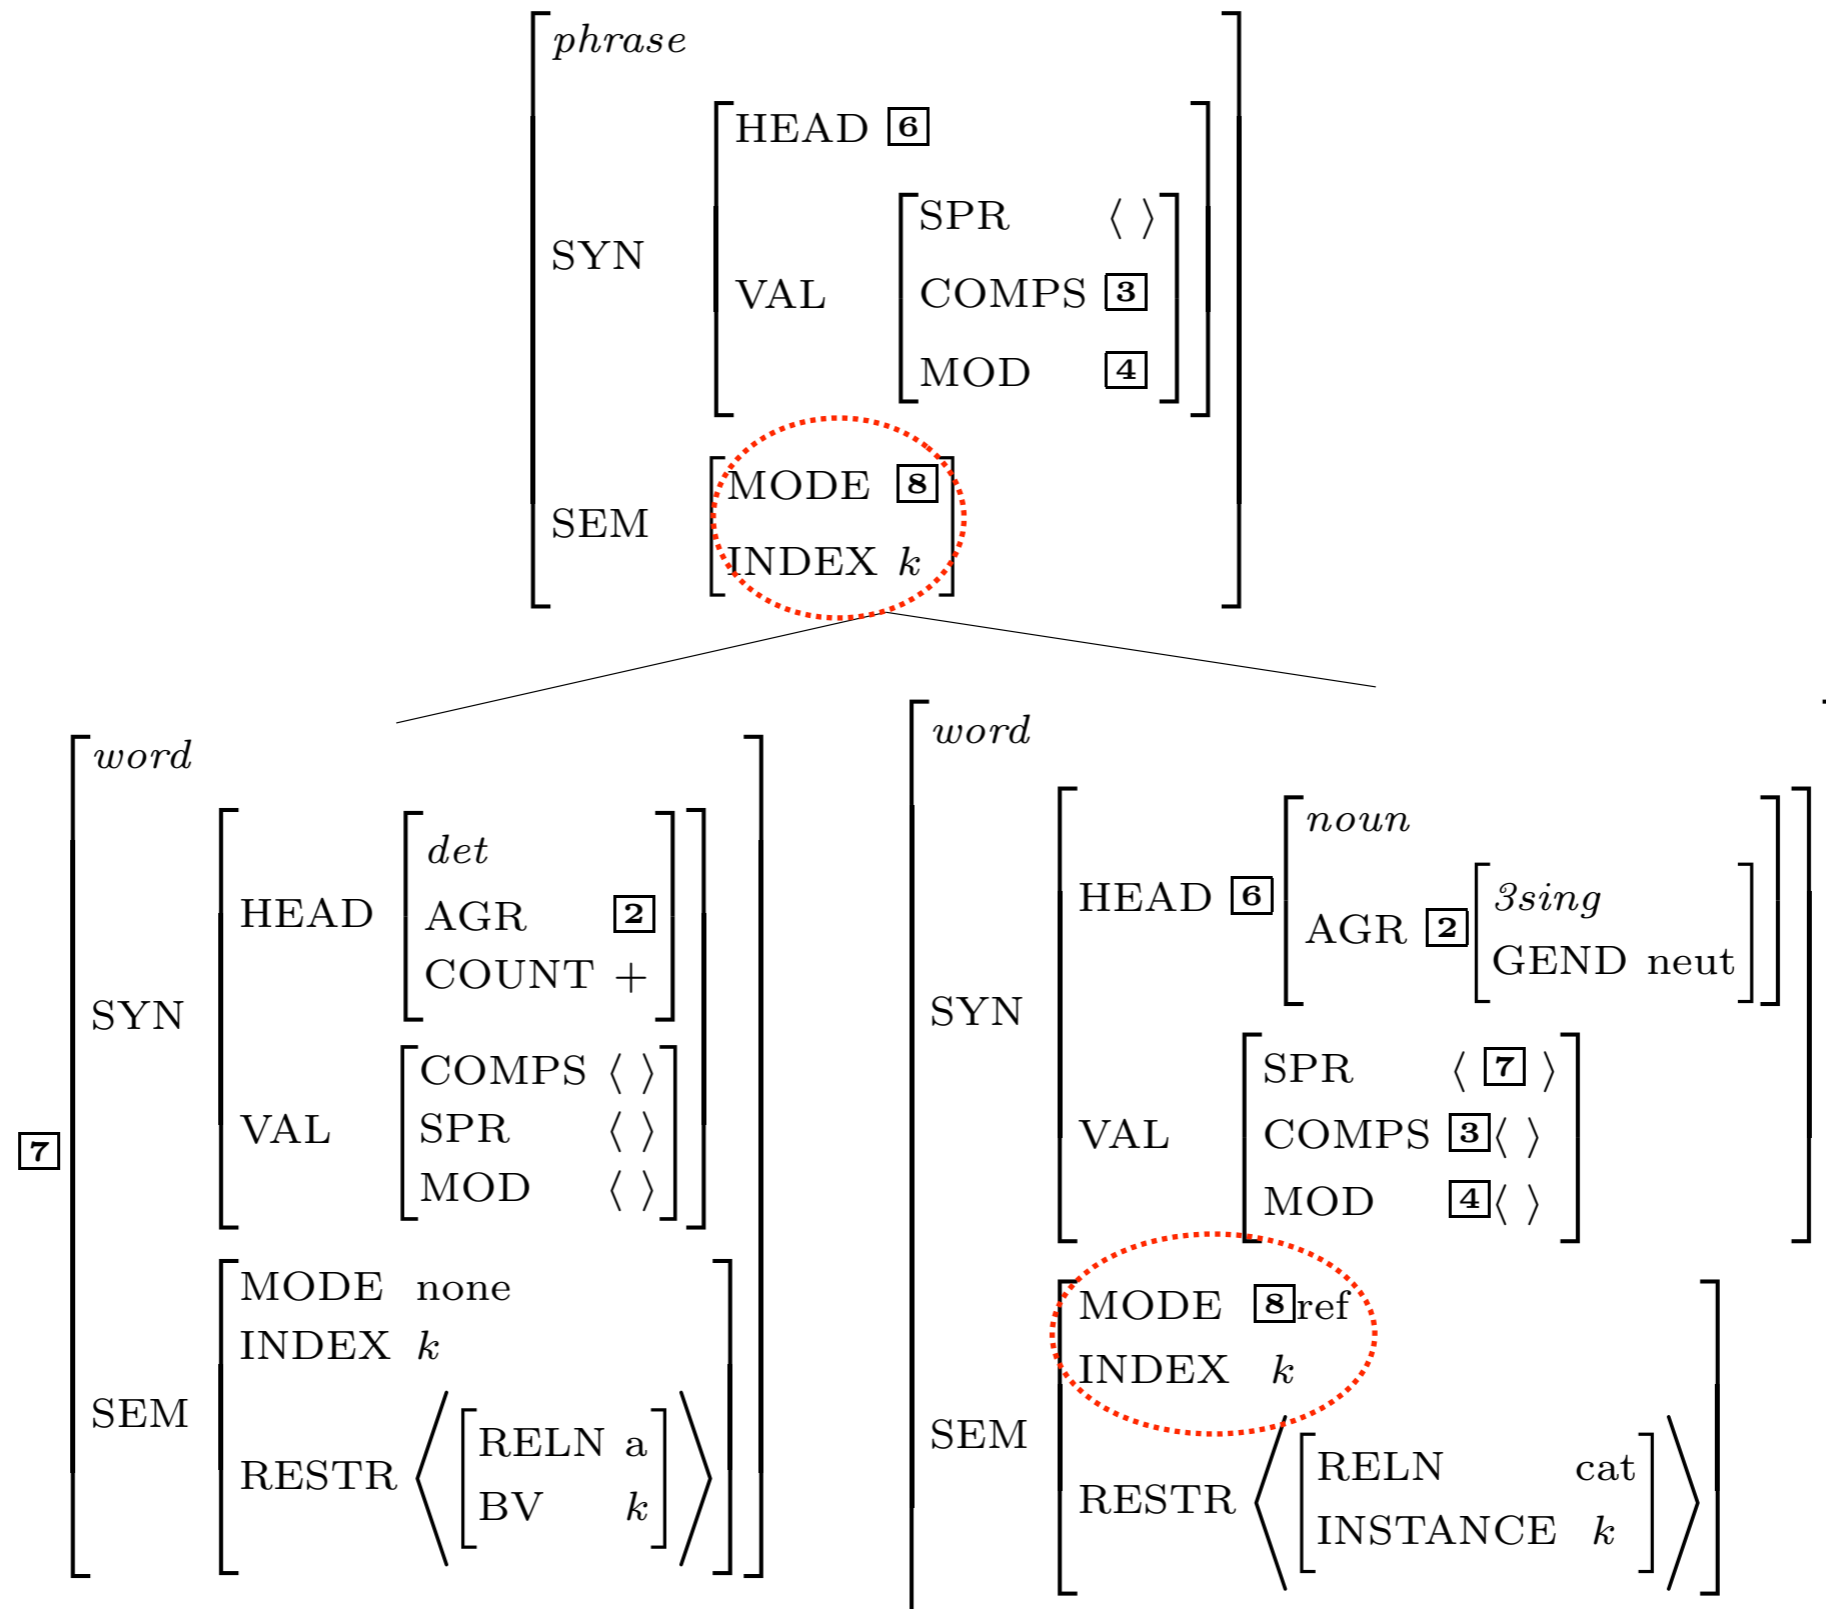 phrase
HEAD 6
SYN
SPR ⟨ ⟩
VAL
COMPS 3
MOD 4
SEM
MODE 8
INDEX k
7
word
SYN
HEAD
det
AGR 2
COUNT +
VAL
COMPS ⟨ ⟩
SPR ⟨ ⟩
MOD ⟨ ⟩
SEM
MODE none
INDEX k
RESTR
RELN a
BV k
word
SYN
HEAD 6
noun
AGR 2
3sing
GEND neut
VAL
SPR ⟨ 7 ⟩
COMPS 3⟨ ⟩
MOD 4⟨ ⟩
SEM
MODE 8ref
INDEX k
RESTR
RELN cat
INSTANCE k